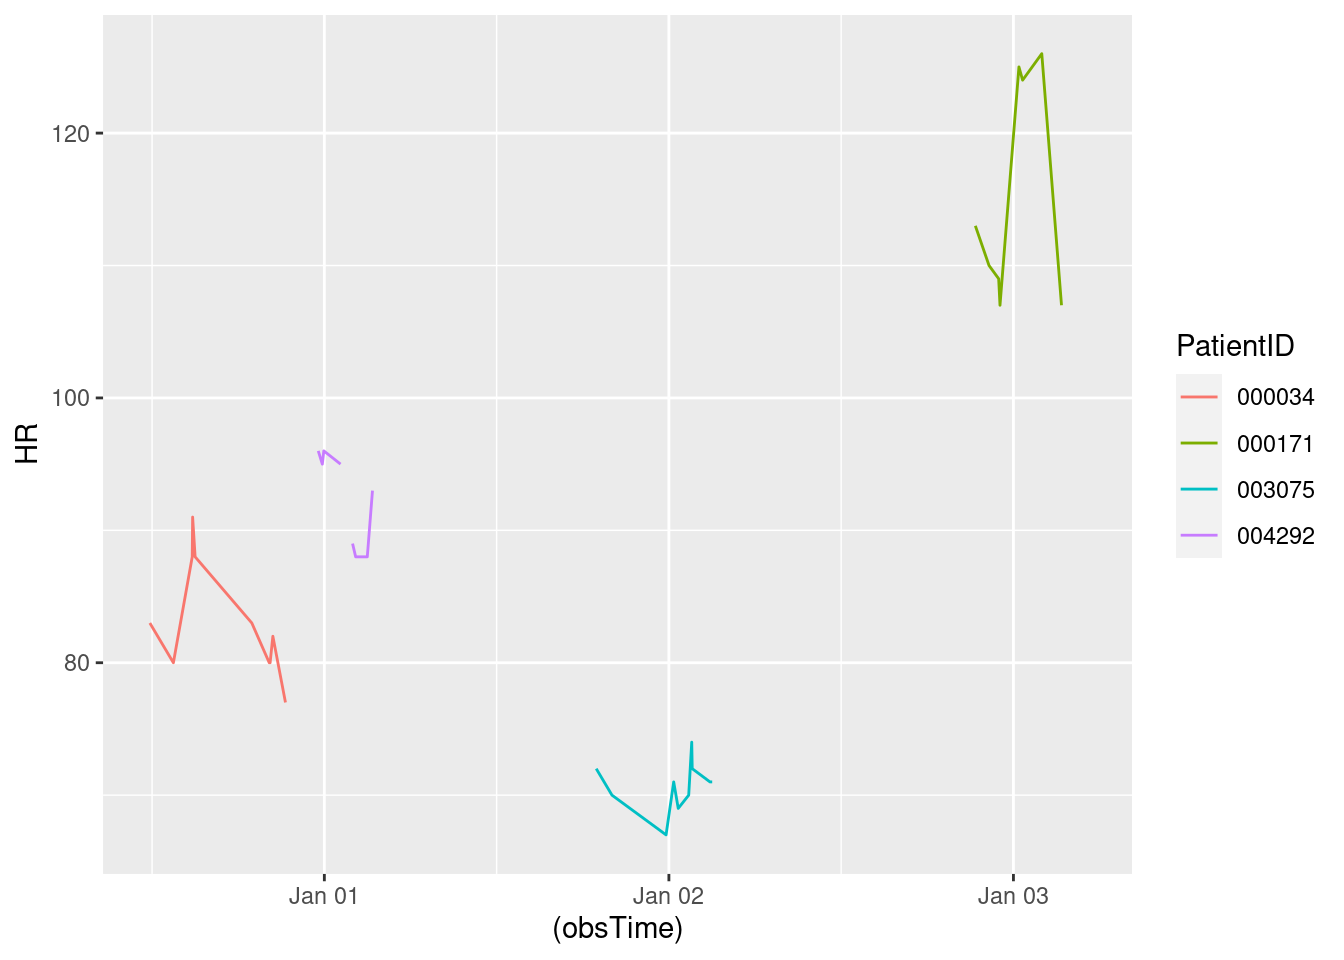 120
100
80
HR
Jan 01
Jan 02
Jan 03
(obsTime)
PatientID
000034
000171
003075
004292